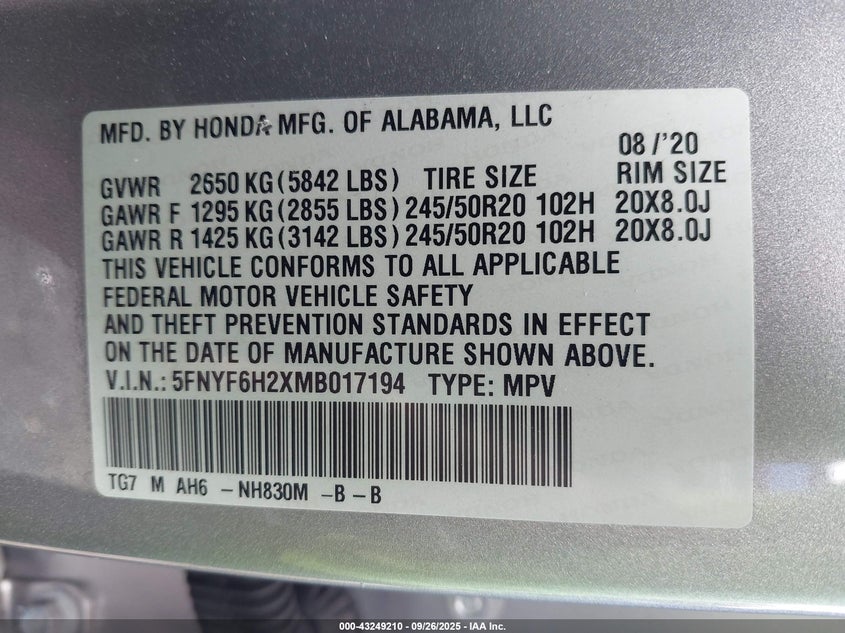 MFD. BY HONDA MFG. OF ALABAMA, LLC
08/'20
GVWR 2650 KG (5842 LBS) TIRE SIZE RIM SIZE
GAWR F 1295 KG (2855 LBS) 245/50R20 102H 20X8.0J
GAWR R 1425 KG (3142 LBS) 245/50R20 102H 20X8.0J
THIS VEHICLE CONFORMS TO ALL APPLICABLE
FEDERAL MOTOR VEHICLE SAFETY
AND THEFT PREVENTION STANDARDS IN EFFECT
ON THE DATE OF MANUFACTURE SHOWN ABOVE.
V.I.N.: 5FNYF6H2XMB017194 TYPE: MPV
TG7 M AH6 -NH830M -B-B
000-43249210 - 09/26/2025 - IAA Inc.